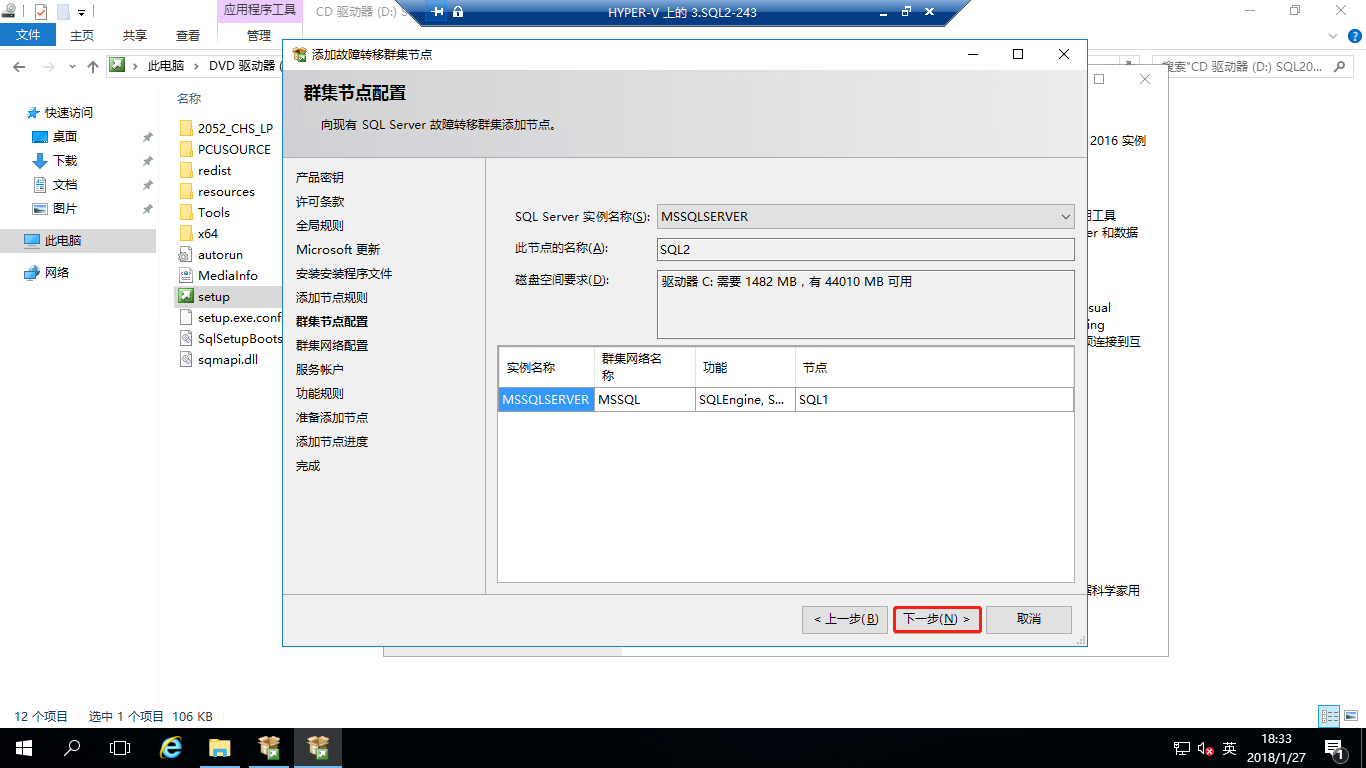 应用程序工具
CD 驱动器 (D:) S
HYPER-V 上的 3.SQL2-243
文件
主页
共享
查看
管理
此电脑
DVD 驱动器 (
搜索"CD 驱动器 (D:) SQL20...
快速访问
桌面
下载
文档
图片
此电脑
网络
名称
2052_CHS_LP
PCUSOURCE
redist
resources
Tools
x64
autorun
MediaInfo
setup
setup.exe.conf
SqlSetupBoots
sqmapi.dll
添加故障转移群集节点
群集节点配置
向现有 SQL Server 故障转移群集添加节点。
产品密钥
许可条款
全局规则
Microsoft 更新
安装安装程序文件
添加节点规则
群集节点配置
群集网络配置
服务帐户
功能规则
准备添加节点
添加节点进度
完成
SQL Server 实例名称(S):
MSSQLSERVER
此节点的名称(A):
SQL2
磁盘空间要求(D):
驱动器 C: 需要 1482 MB，有 44010 MB 可用
实例名称
群集网络名
称
功能
节点
MSSQLSERVER
MSSQL
SQLEngine, S...
SQL1
< 上一步(B)
下一步(N) >
取消
2016 实例
工具
er 和数据
sual
ing
连接到互
科学家用
12 个项目
选中 1 个项目 106 KB
英
18:33
2018/1/27
1